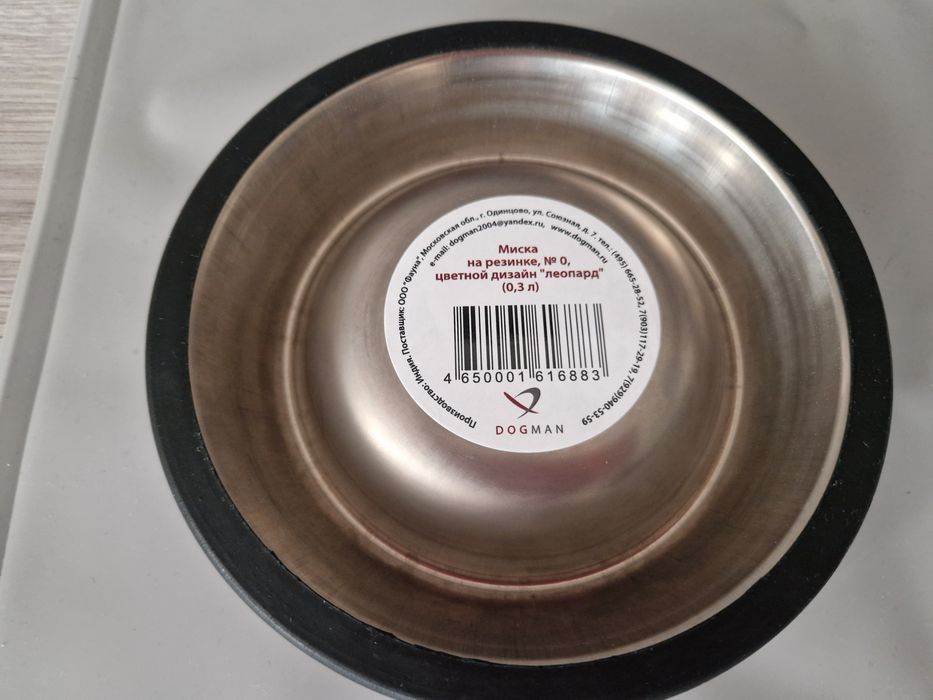 Производство: Индия. Поставщик: ООО "Фауна", Московская обл., г. Одинцово, ул. Союзная, д. 7. тел.: (495) 665-28-52, 7(903)117-29-19, 7(929)940-53-59
e-mail: dogman2004@yandex.ru, www.dogman.ru
Миска
на резинке, № 0,
цветной дизайн "леопард"
(0,3 л)
4 650001 616883
DOGMAN